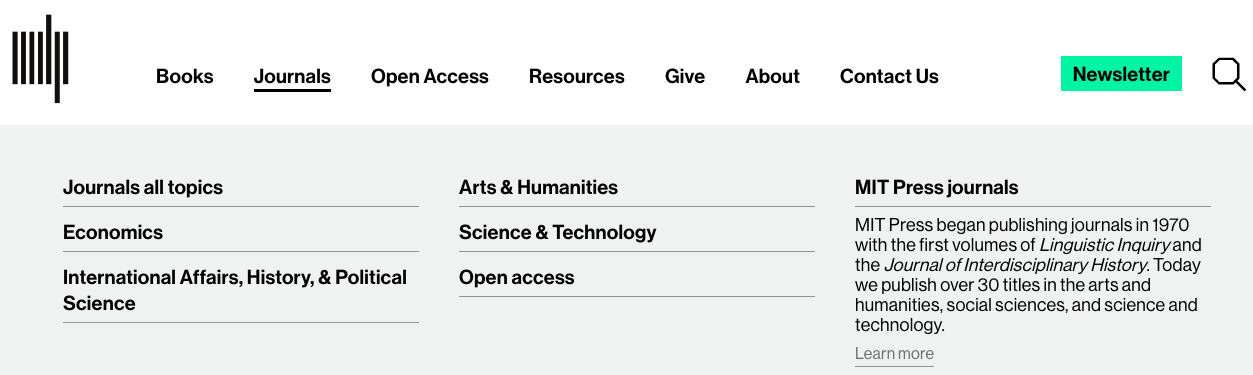 Books Journals Open Access Resources Give About Contact Us Newsletter
Journals all topics
Economics
International Affairs, History, & Political
Science
Arts & Humanities
Science & Technology
Open access
MIT Press journals
MIT Press began publishing journals in 1970
with the first volumes of Linguistic Inquiry and
the Journal of Interdisciplinary History. Today
we publish over 30 titles in the arts and
humanities, social sciences, and science and
technology.
Learn more